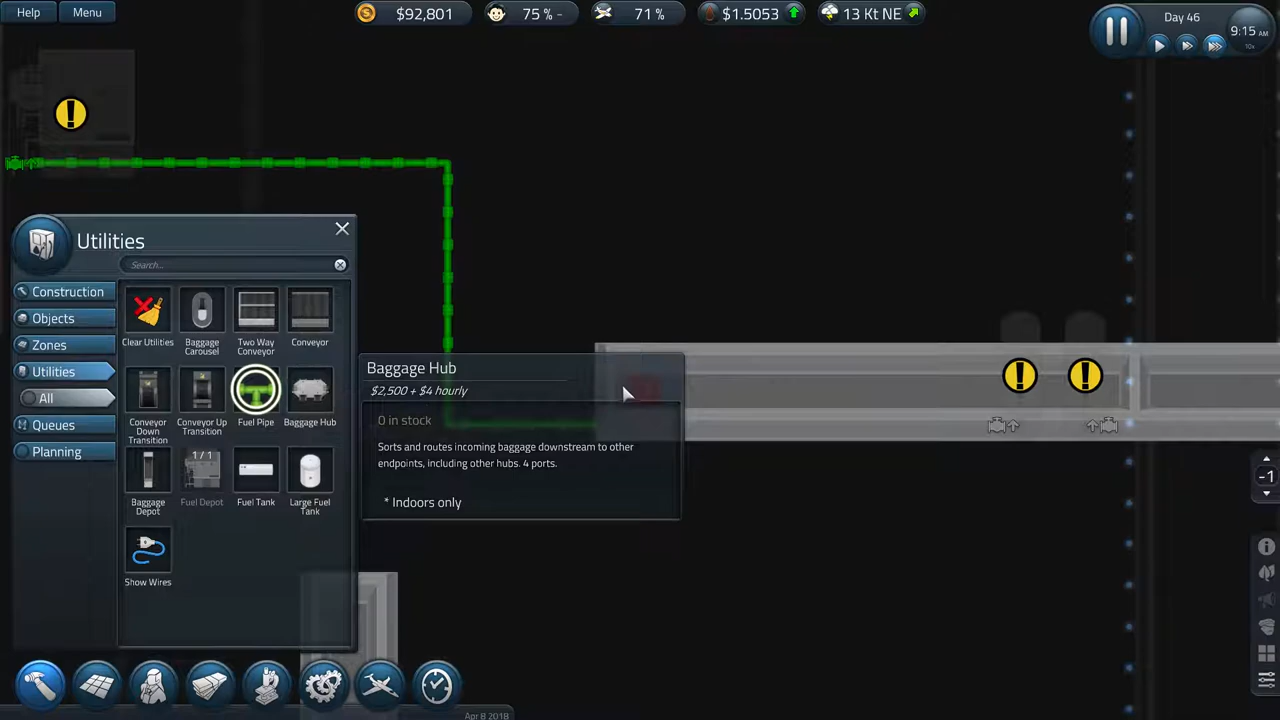 Help
Menu
$92,801
75 % -
71 %
$1.5053
13 Kt NE
Day 46
9:15 AM
10x
Utilities
Search...
Construction
Objects
Zones
Utilities
All
Queues
Planning
Clear Utilities
Baggage Carousel
Two Way Conveyor
Conveyor
Conveyor Down Transition
Conveyor Up Transition
Fuel Pipe
Baggage Hub
Baggage Depot
1 / 1
Fuel Depot
Fuel Tank
Large Fuel Tank
Show Wires
Baggage Hub
$2,500 + $4 hourly
0 in stock
Sorts and routes incoming baggage downstream to other
endpoints, including other hubs. 4 ports.
* Indoors only
-1
Apr 8 2018